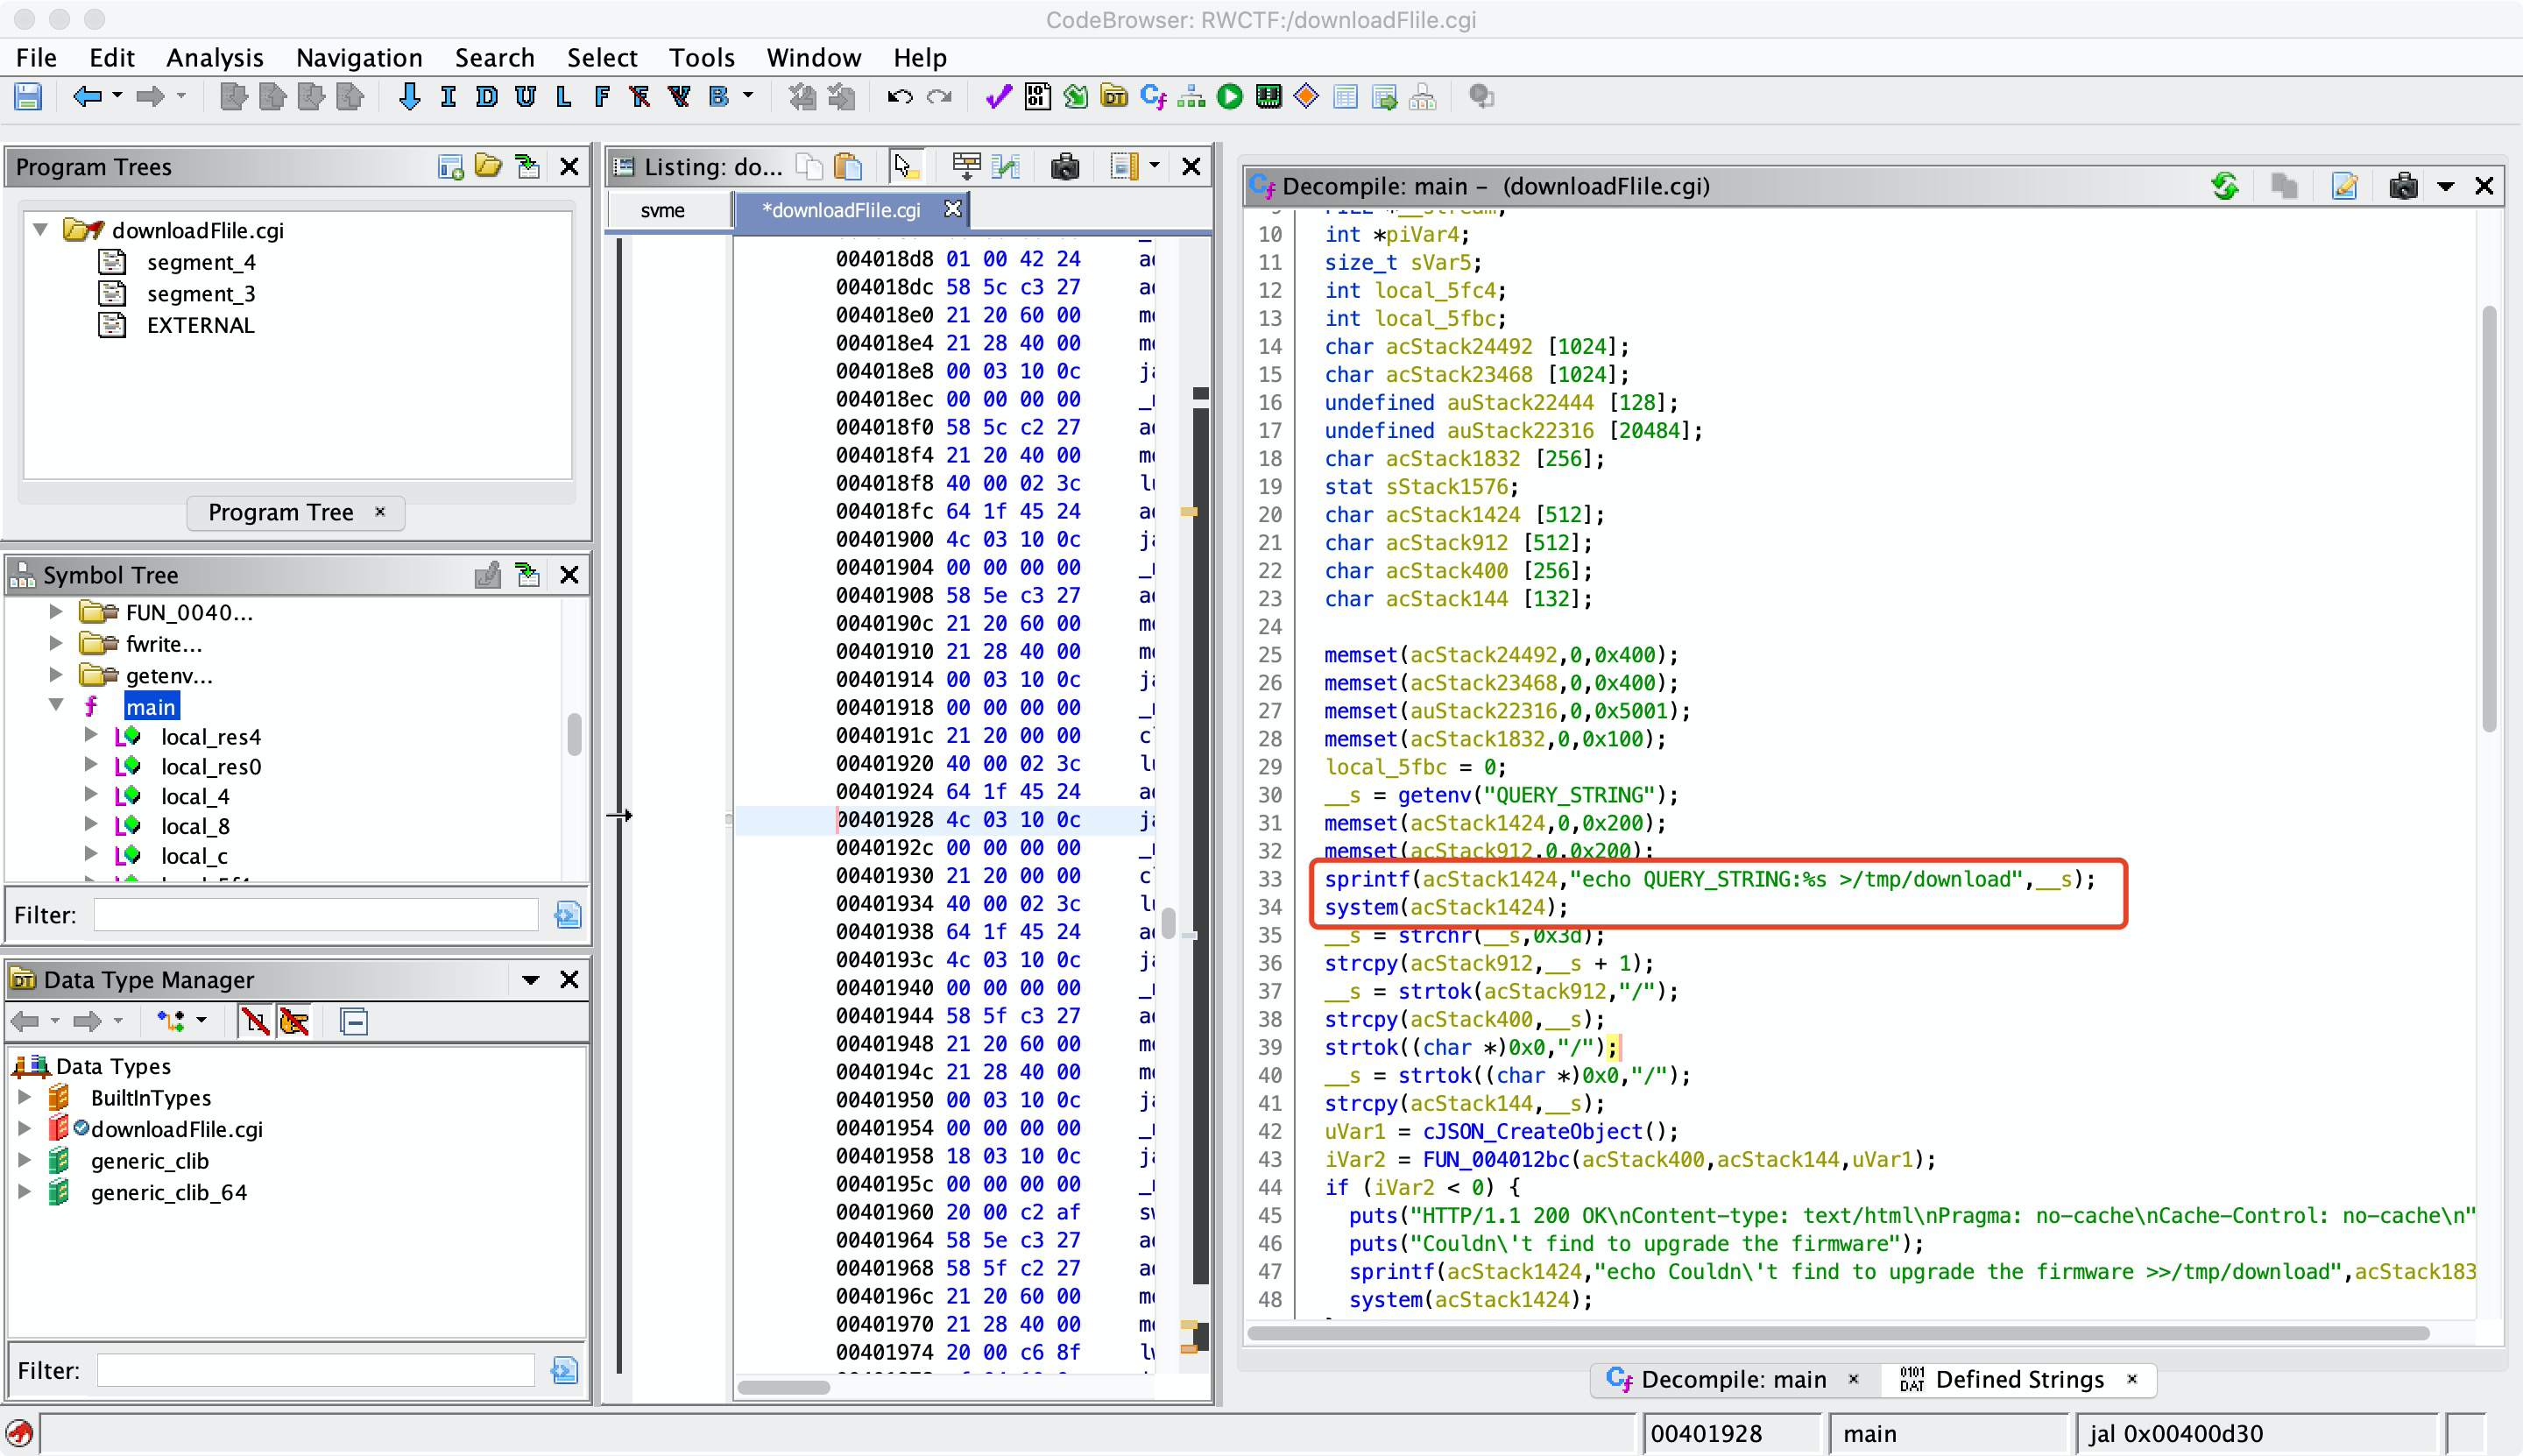 CodeBrowser: RWCTF:/downloadFlile.cgi
File Edit Analysis Navigation Search Select Tools Window Help
I D U L F F V B
Program Trees
downloadFlile.cgi
segment_4
segment_3
EXTERNAL
Program Tree ×
Symbol Tree
FUN_0040...
fwrite...
getenv...
f main
local_res4
local_res0
local_4
local_8
local_c
Filter:
Data Type Manager
Data Types
BuiltInTypes
downloadFlile.cgi
generic_clib
generic_clib_64
Filter:
Listing: do...
svme *downloadFlile.cgi
004018d8 01 00 42 24
004018dc 58 5c c3 27
004018e0 21 20 60 00
004018e4 21 28 40 00
004018e8 00 03 10 0c
004018ec 00 00 00 00
004018f0 58 5c c2 27
004018f4 21 20 40 00
004018f8 40 00 02 3c
004018fc 64 1f 45 24
00401900 4c 03 10 0c
00401904 00 00 00 00
00401908 58 5e c3 27
0040190c 21 20 60 00
00401910 21 28 40 00
00401914 00 03 10 0c
00401918 00 00 00 00
0040191c 21 20 00 00
00401920 40 00 02 3c
00401924 64 1f 45 24
00401928 4c 03 10 0c
0040192c 00 00 00 00
00401930 21 20 00 00
00401934 40 00 02 3c
00401938 64 1f 45 24
0040193c 4c 03 10 0c
00401940 00 00 00 00
00401944 58 5f c3 27
00401948 21 20 60 00
0040194c 21 28 40 00
00401950 00 03 10 0c
00401954 00 00 00 00
00401958 18 03 10 0c
0040195c 00 00 00 00
00401960 20 00 c2 af
00401964 58 5e c3 27
00401968 58 5f c2 27
0040196c 21 20 60 00
00401970 21 28 40 00
00401974 20 00 c6 8f
Decompile: main - (downloadFlile.cgi)
10 int *piVar4;
11 size_t sVar5;
12 int local_5fc4;
13 int local_5fbc;
14 char acStack24492 [1024];
15 char acStack23468 [1024];
16 undefined auStack22444 [128];
17 undefined auStack22316 [20484];
18 char acStack1832 [256];
19 stat sStack1576;
20 char acStack1424 [512];
21 char acStack912 [512];
22 char acStack400 [256];
23 char acStack144 [132];
24
25 memset(acStack24492,0,0x400);
26 memset(acStack23468,0,0x400);
27 memset(auStack22316,0,0x5001);
28 memset(acStack1832,0,0x100);
29 local_5fbc = 0;
30 __s = getenv("QUERY_STRING");
31 memset(acStack1424,0,0x200);
32 memset(acStack912,0,0x200);
33 sprintf(acStack1424,"echo QUERY_STRING:%s >/tmp/download",__s);
34 system(acStack1424);
35 __s = strchr(__s,0x3d);
36 strcpy(acStack912,__s + 1);
37 __s = strtok(acStack912,"/");
38 strcpy(acStack400,__s);
39 strtok((char *)0x0,"/");
40 __s = strtok((char *)0x0,"/");
41 strcpy(acStack144,__s);
42 uVar1 = cJSON_CreateObject();
43 iVar2 = FUN_004012bc(acStack400,acStack144,uVar1);
44 if (iVar2 < 0) {
45 puts("HTTP/1.1 200 OK\nContent-type: text/html\nPragma: no-cache\nCache-Control: no-cache\n"
46 puts("Couldn\'t find to upgrade the firmware");
47 sprintf(acStack1424,"echo Couldn\'t find to upgrade the firmware >>/tmp/download",acStack183
48 system(acStack1424);
Decompile: main × Defined Strings ×
00401928 main jal 0x00400d30